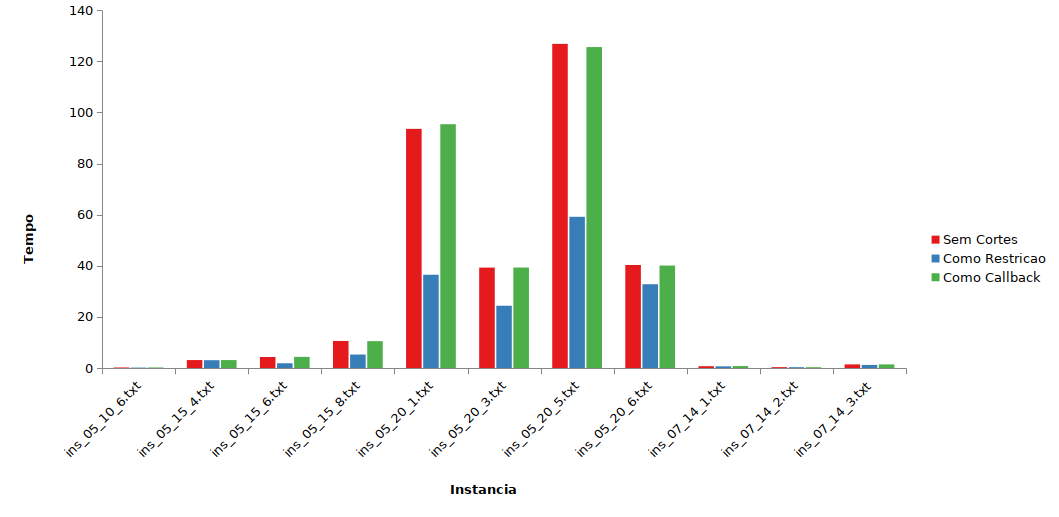 140
120
100
80
60
40
20
0
Tempo
ins_05_10_6.txt
ins_05_15_4.txt
ins_05_15_6.txt
ins_05_15_8.txt
ins_05_20_1.txt
ins_05_20_3.txt
ins_05_20_5.txt
ins_05_20_6.txt
ins_07_14_1.txt
ins_07_14_2.txt
ins_07_14_3.txt
Instancia
Sem Cortes
Como Restricao
Como Callback